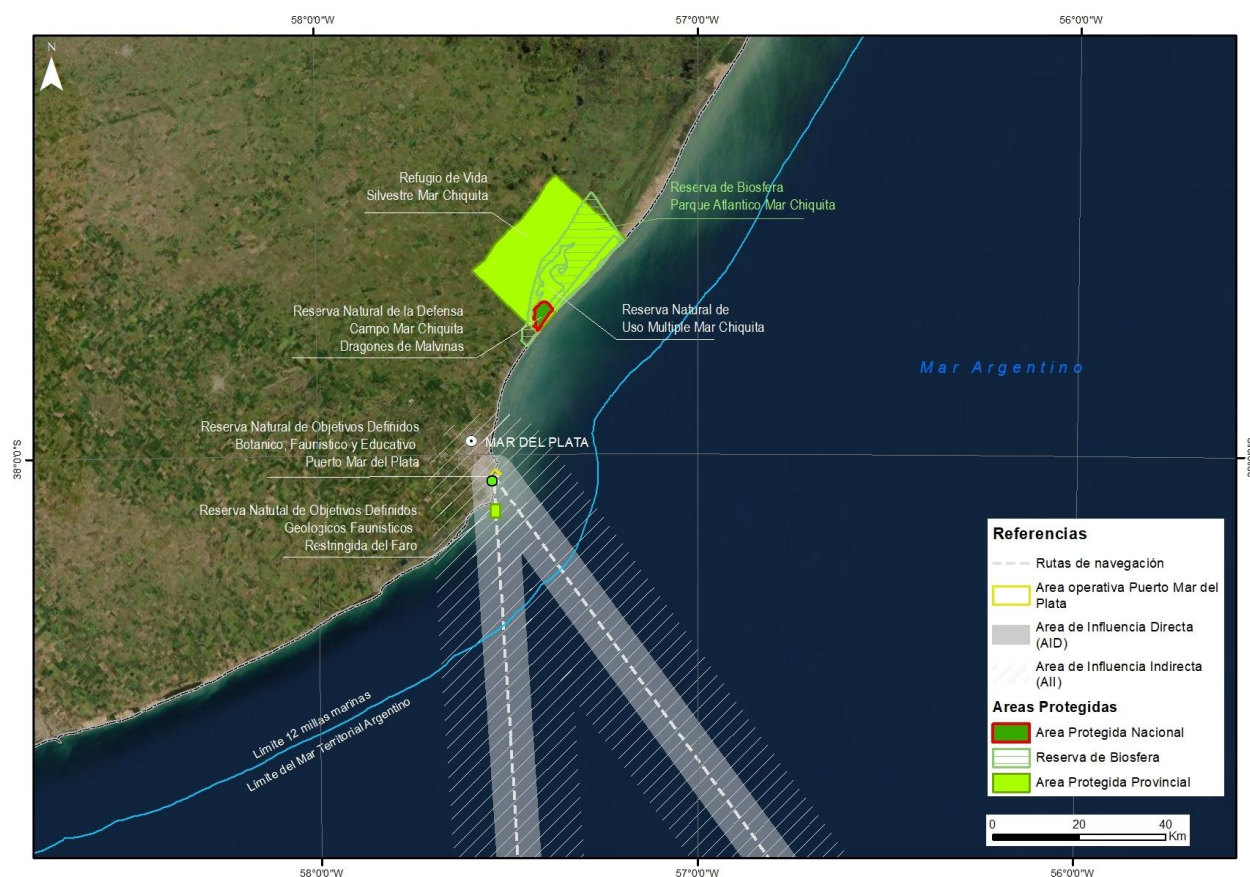 58°0'0"W
57°0'0"W
56°0'0"W
N
Refugio de Vida
Silvestre Mar Chiquita
Reserva de Biosfera
Parque Atlantico Mar Chiquita
Reserva Natural de la Defensa
Campo Mar Chiquita
Dragones de Malvinas
Reserva Natural de
Uso Multiple Mar Chiquita
Mar Argentino
Reserva Natural de Objetivos Definidos
Botanico, Faunistico y Educativo
Puerto Mar del Plata
MAR DEL PLATA
38°0'0"S
38°0'0"S
Reserva Natutal de Objetivos Definidos
Geologicos Faunisticos
Restringida del Faro
Límite 12 millas marinas
Límite del Mar Territorial Argentino
Referencias
Rutas de navegación
Area operativa Puerto Mar del
Plata
Area de Influencia Directa
(AID)
Area de Influencia Indirecta
(AII)
Areas Protegidas
Area Protegida Nacional
Reserva de Biosfera
Area Protegida Provincial
0 20 40
Km
58°0'0"W
57°0'0"W
56°0'0"W